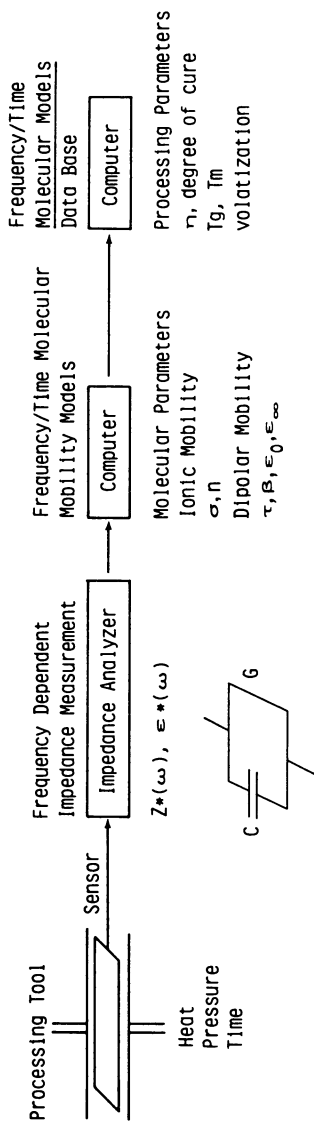 Processing Tool
Sensor
Heat
Pressure
Time
Frequency Dependent
Impedance Measurement
Impedance Analyzer
Z*(ω), ε*(ω)
C
G
Frequency/Time Molecular
Mobility Models
Computer
Molecular Parameters
Ionic Mobility
σ,n
Dipolar Mobility
τ,β,ε₀,ε∞
Frequency/Time
Molecular Models
Data Base
Computer
Processing Parameters
η, degree of cure
Tg, Tm
volatization